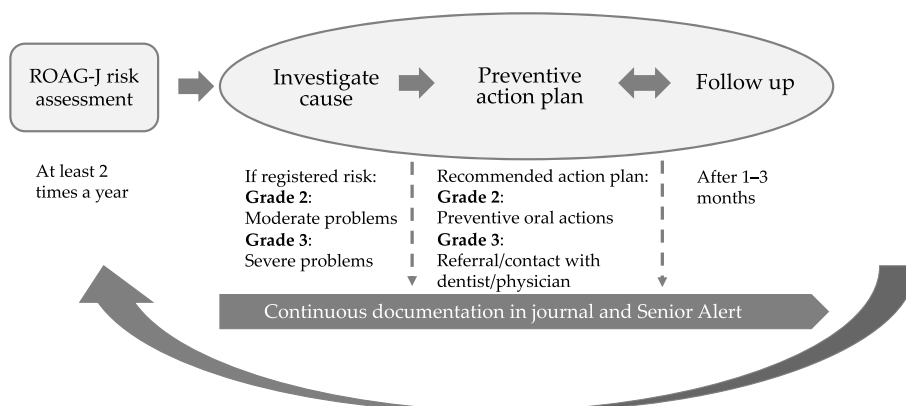 ROAG-J risk
assessment
Investigate
cause
Preventive
action plan
Follow up
At least 2
times a year
If registered risk:
Grade 2:
Moderate problems
Grade 3:
Severe problems
Recommended action plan:
Grade 2:
Preventive oral actions
Grade 3:
Referral/contact with
dentist/physician
After 1–3
months
Continuous documentation in journal and Senior Alert